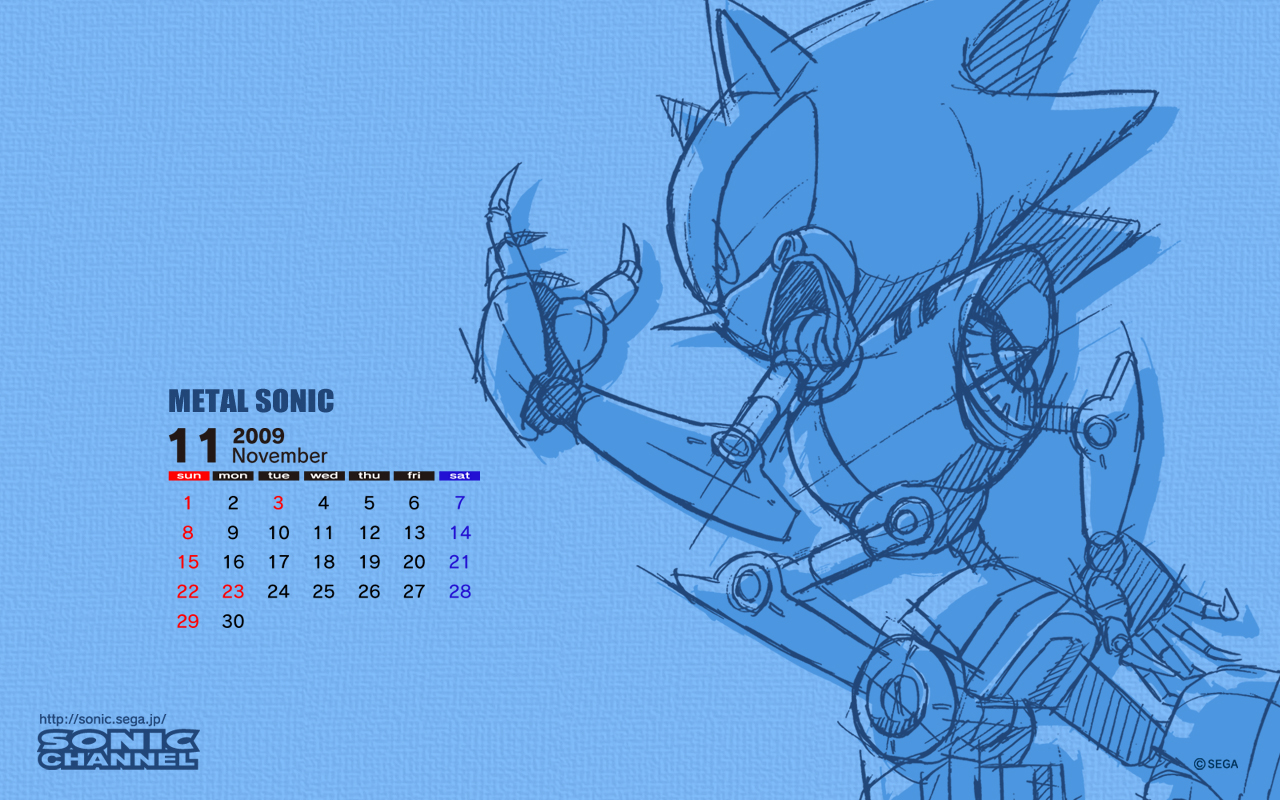 METAL SONIC
11 2009
November
sun mon tue wed thu fri sat
1 2 3 4 5 6 7
8 9 10 11 12 13 14
15 16 17 18 19 20 21
22 23 24 25 26 27 28
29 30
http://sonic.sega.jp/
SONIC
CHANNEL
©SEGA